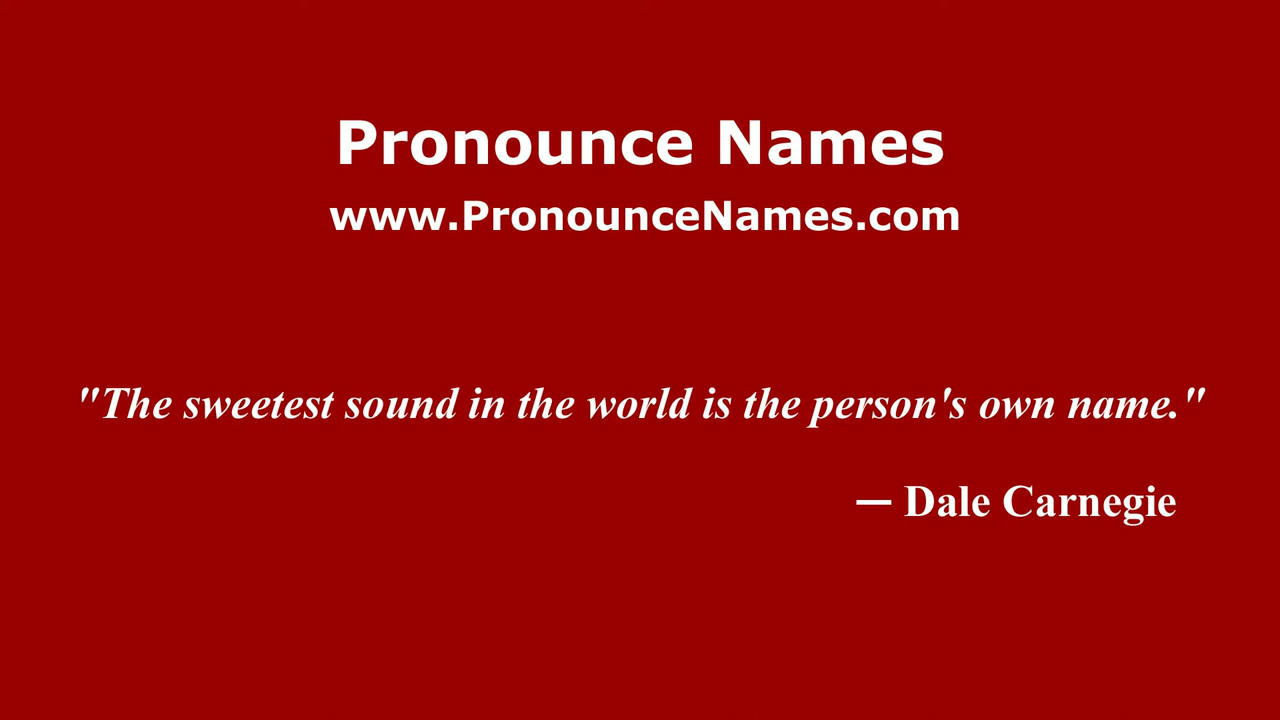 Pronounce Names
www.PronounceNames.com
"The sweetest sound in the world is the person's own name."
— Dale Carnegie